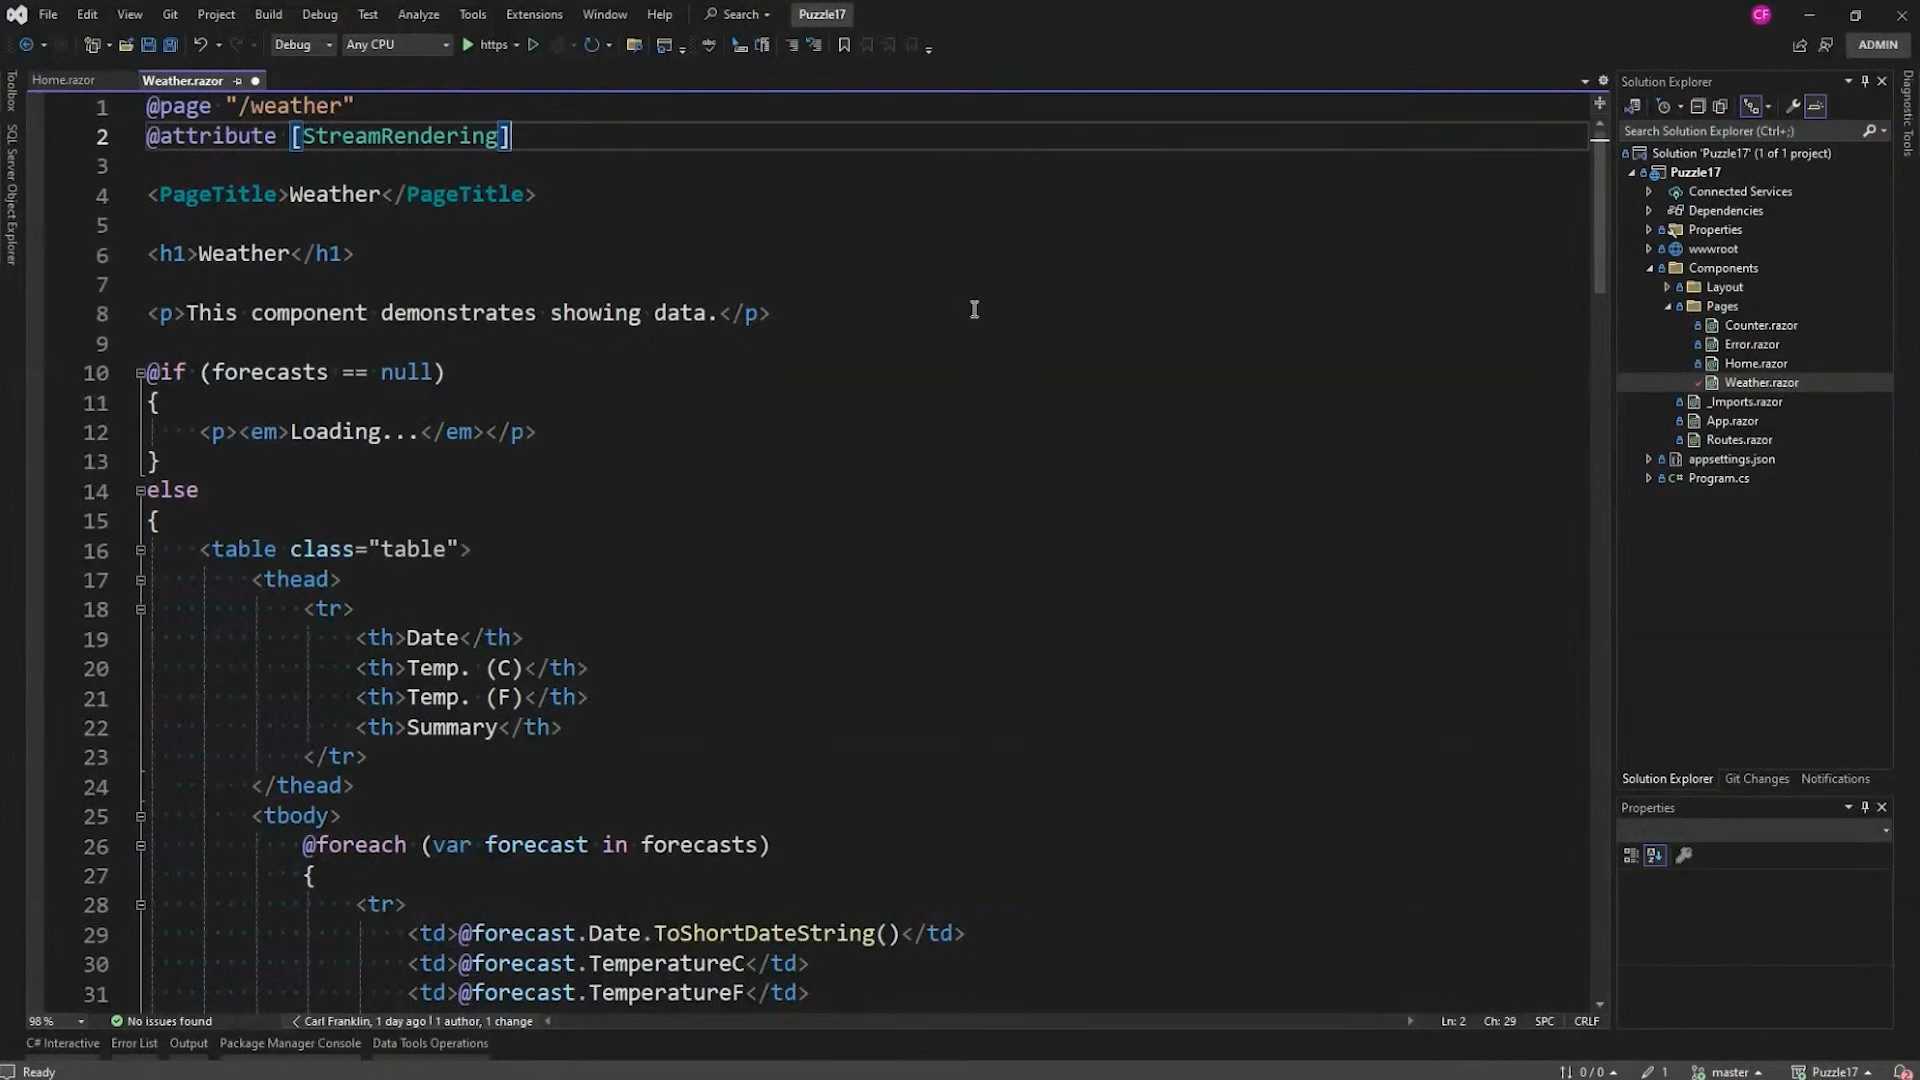 File Edit View Git Project Build Debug Test Analyze Tools Extensions Window Help Search Puzzle17 CF
Debug Any CPU https ADMIN
Home.razor Weather.razor
Toolbox
SQL Server Object Explorer
1 @page "/weather"
2 @attribute [StreamRendering]
3
4 <PageTitle>Weather</PageTitle>
5
6 <h1>Weather</h1>
7
8 <p>This component demonstrates showing data.</p>
9
10 @if (forecasts == null)
11 {
12 <p><em>Loading...</em></p>
13 }
14 else
15 {
16 <table class="table">
17 <thead>
18 <tr>
19 <th>Date</th>
20 <th>Temp. (C)</th>
21 <th>Temp. (F)</th>
22 <th>Summary</th>
23 </tr>
24 </thead>
25 <tbody>
26 @foreach (var forecast in forecasts)
27 {
28 <tr>
29 <td>@forecast.Date.ToShortDateString()</td>
30 <td>@forecast.TemperatureC</td>
31 <td>@forecast.TemperatureF</td>
98 % No issues found Carl Franklin, 1 day ago | 1 author, 1 change Ln: 2 Ch: 29 SPC CRLF
C# Interactive Error List Output Package Manager Console Data Tools Operations
Solution Explorer
Search Solution Explorer (Ctrl+;)
Solution 'Puzzle17' (1 of 1 project)
Puzzle17
Connected Services
Dependencies
Properties
wwwroot
Components
Layout
Pages
Counter.razor
Error.razor
Home.razor
Weather.razor
_Imports.razor
App.razor
Routes.razor
appsettings.json
C# Program.cs
Solution Explorer Git Changes Notifications
Properties
Diagnostic Tools
Ready 0 / 0 1 master Puzzle17 2